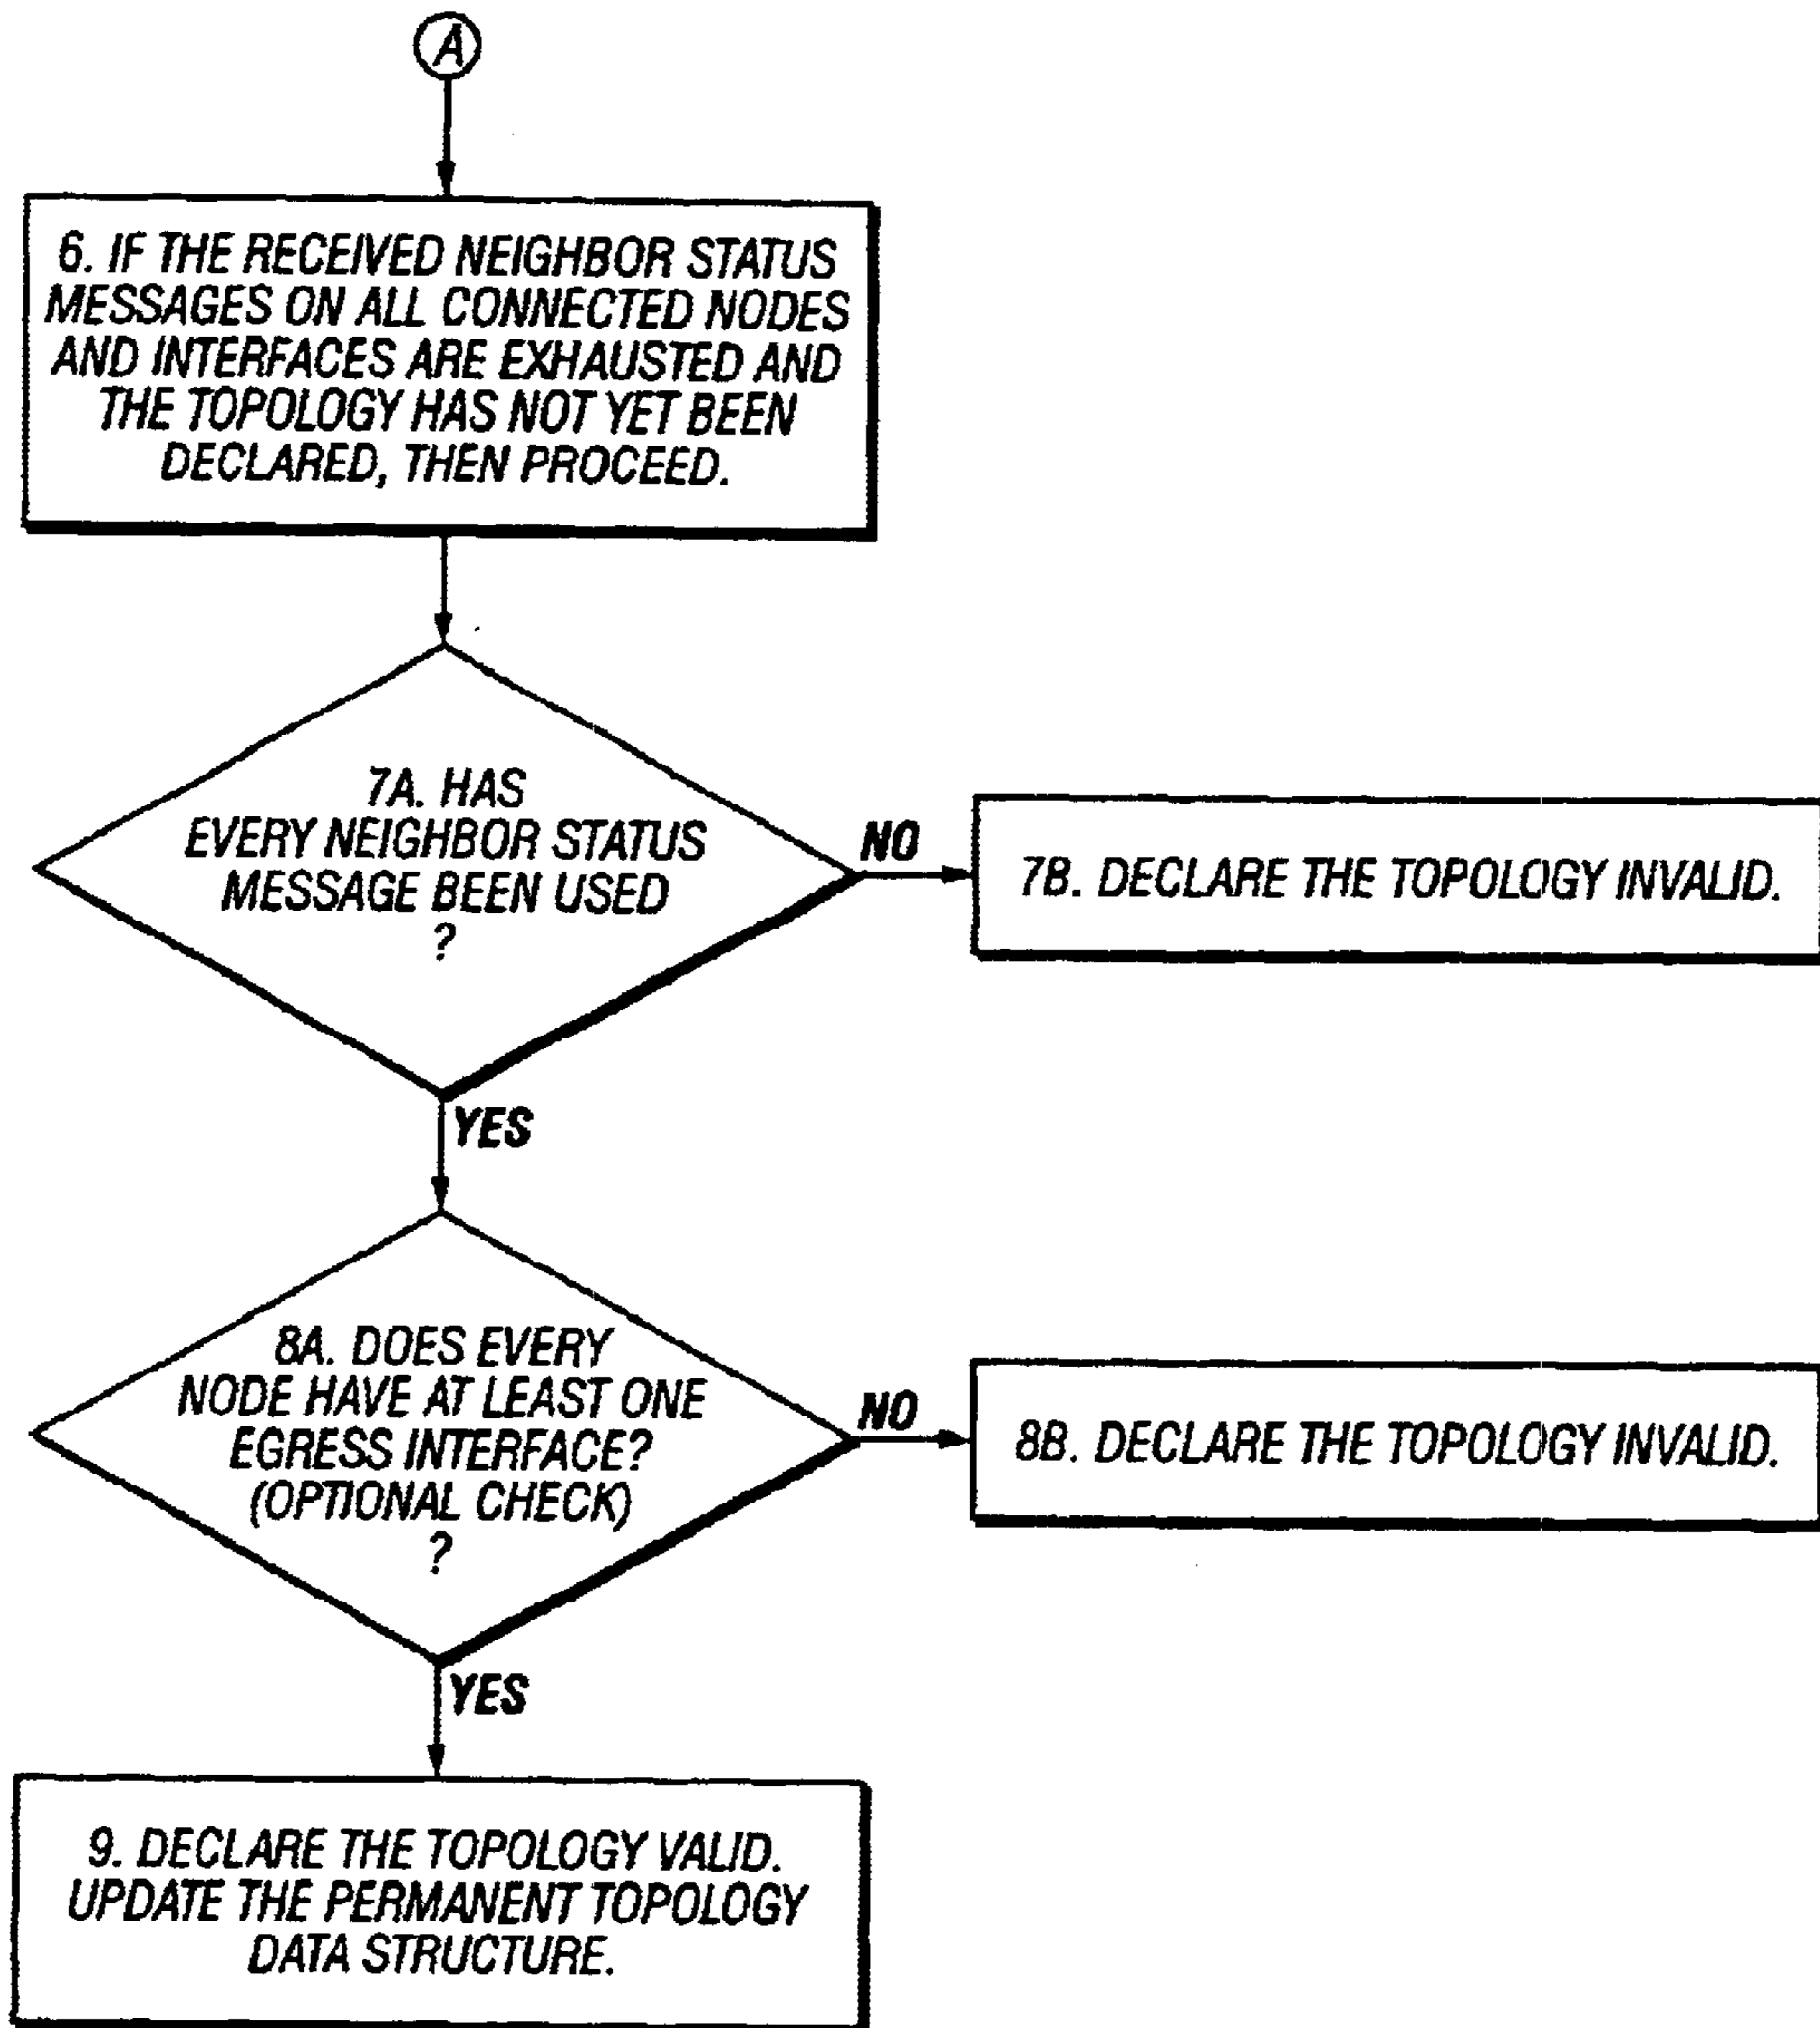 A
6. IF THE RECEIVED NEIGHBOR STATUS
MESSAGES ON ALL CONNECTED NODES
AND INTERFACES ARE EXHAUSTED AND
THE TOPOLOGY HAS NOT YET BEEN
DECLARED, THEN PROCEED.
7A. HAS
EVERY NEIGHBOR STATUS
MESSAGE BEEN USED
?
NO
7B. DECLARE THE TOPOLOGY INVALID.
YES
8A. DOES EVERY
NODE HAVE AT LEAST ONE
EGRESS INTERFACE?
(OPTIONAL CHECK)
?
NO
8B. DECLARE THE TOPOLOGY INVALID.
YES
9. DECLARE THE TOPOLOGY VALID.
UPDATE THE PERMANENT TOPOLOGY
DATA STRUCTURE.